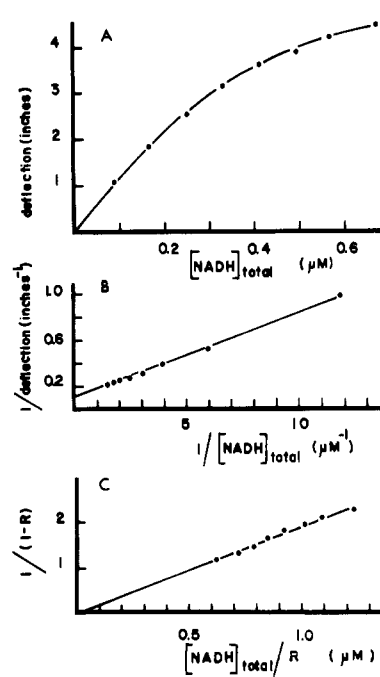 A
4
3
2
1
deflection (inches)
0.2 0.4 0.6
[NADH]total (μM)
B
1.0
0.6
0.2
1/deflection (inches-1)
5 10
1/[NADH]total (μM-1)
C
2
1
1/(1-R)
0.5 1.0
[NADH]total/R (μM)